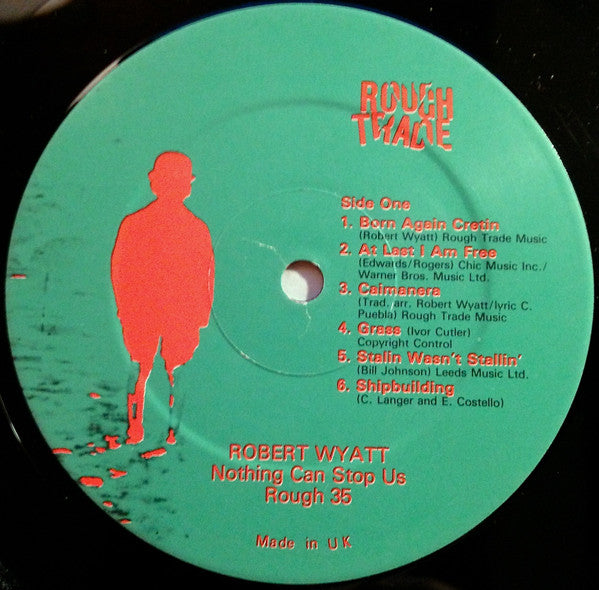 ROUGH
TRADE
Side One
1. Born Again Cretin
(Robert Wyatt) Rough Trade Music
2. At Last I Am Free
(Edwards/Rogers) Chic Music Inc./
Warner Bros. Music Ltd.
3. Caimanera
(Trad. arr. Robert Wyatt/lyric C.
Puebla) Rough Trade Music
4. Grass (Ivor Cutler)
Copyright Control
5. Stalin Wasn't Stallin'
(Bill Johnson) Leeds Music Ltd.
6. Shipbuilding
(C. Langer and E. Costello)
ROBERT WYATT
Nothing Can Stop Us
Rough 35
Made in UK